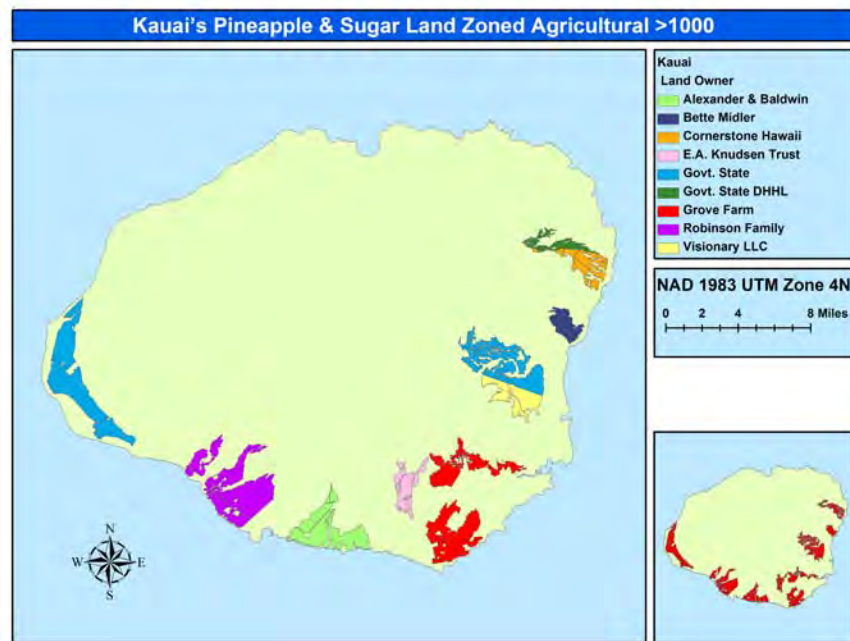 Kauai's Pineapple & Sugar Land Zoned Agricultural >1000
Kauai
Land Owner
Alexander & Baldwin
Bette Midler
Cornerstone Hawaii
E.A. Knudsen Trust
Govt. State
Govt. State DHHL
Grove Farm
Robinson Family
Visionary LLC
NAD 1983 UTM Zone 4N
0 2 4 8 Miles
N
W E
S